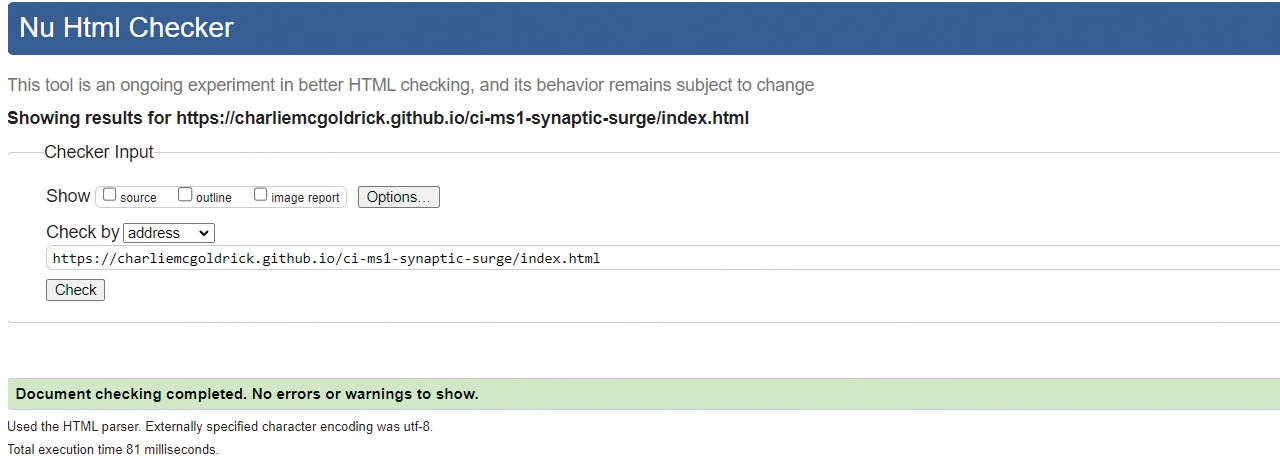 Nu Html Checker
This tool is an ongoing experiment in better HTML checking, and its behavior remains subject to change
Showing results for https://charliemcgoldrick.github.io/ci-ms1-synaptic-surge/index.html
Checker Input
Show source outline image report Options...
Check by address
https://charliemcgoldrick.github.io/ci-ms1-synaptic-surge/index.html
Check
Document checking completed. No errors or warnings to show.
Used the HTML parser. Externally specified character encoding was utf-8.
Total execution time 81 milliseconds.